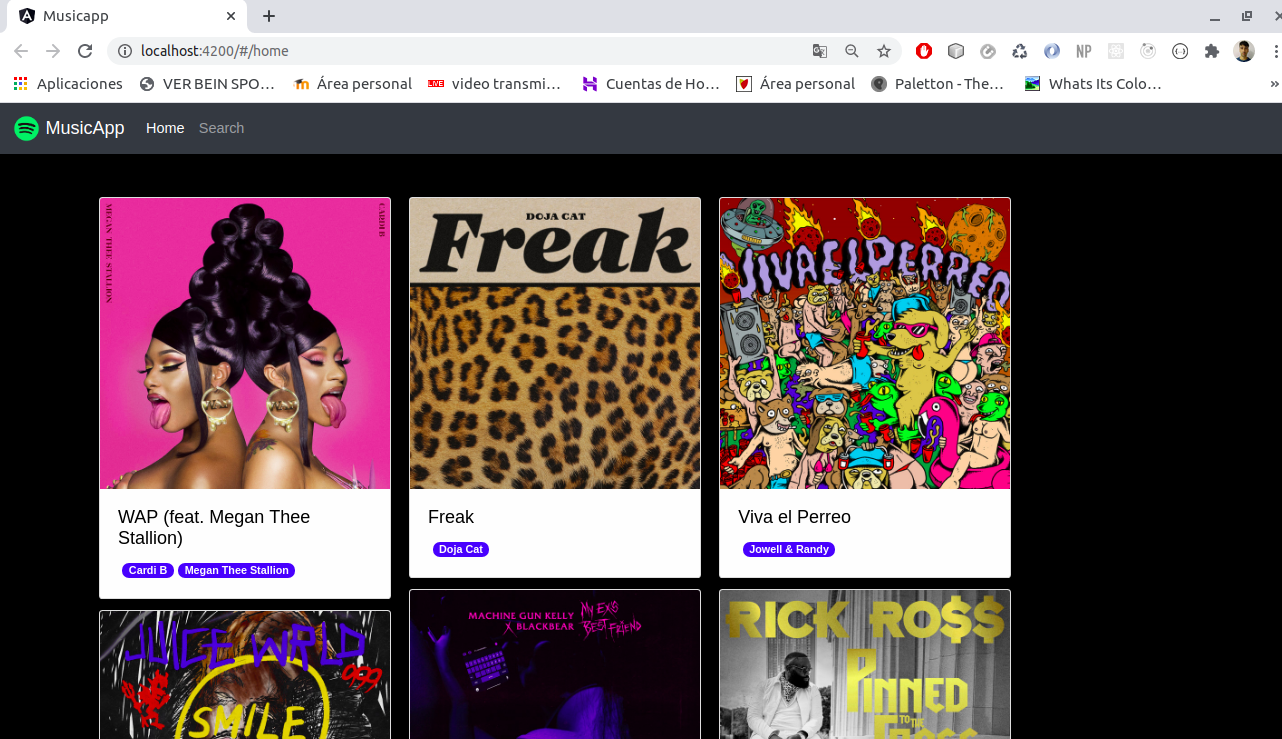 Musicapp
localhost:4200/#/home
NP
Aplicaciones
VER BEIN SPO…
Área personal
LIVE
video transmi…
Cuentas de Ho…
Área personal
Paletton - The…
Whats Its Colo…
»
MusicApp
Home
Search
MEGAN THEE STALLION
CARDI B
DOJA CAT
Freak
VIVA EL PERREO
WAP (feat. Megan Thee
Stallion)
Cardi B
Megan Thee Stallion
Freak
Doja Cat
Viva el Perreo
Jowell & Randy
JUICE WRLD
999
SMILE
MACHINE GUN KELLY
X BLACKBEAR
MY EX'S
BEST FRIEND
RICK RO$$
PINNED
TO THE
CROSS